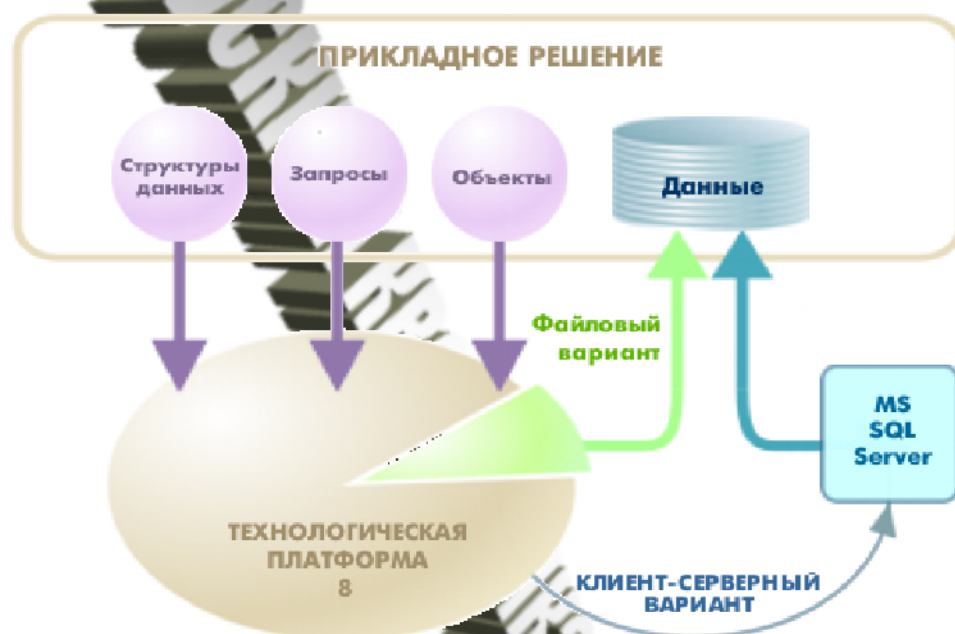 ПРИКЛАДНОЕ РЕШЕНИЕ
Структуры
данных
Запросы
Объекты
Данные
Файловый
вариант
MS
SQL
Server
ТЕХНОЛОГИЧЕСКАЯ
ПЛАТФОРМА
8
КЛИЕНТ-СЕРВЕРНЫЙ
ВАРИАНТ